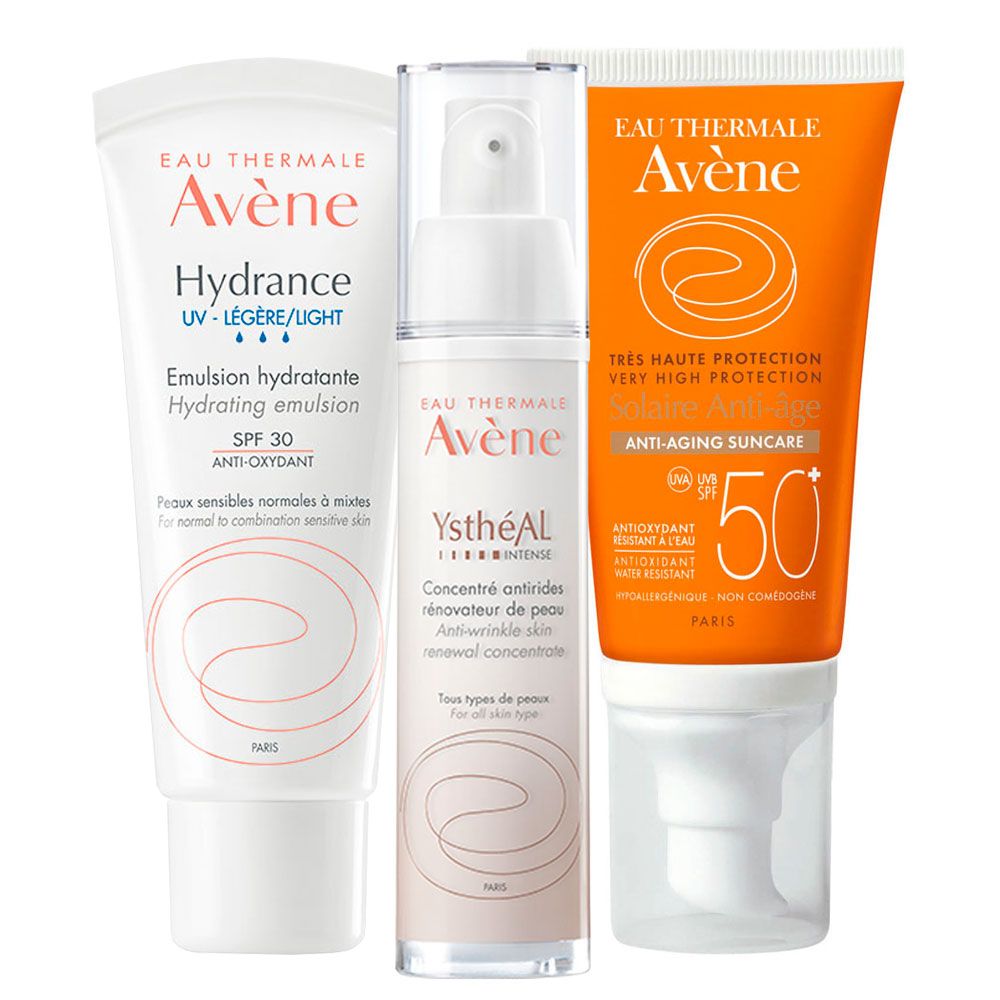 EAU THERMALE
Avène
Hydrance
UV - LÉGÈRE/LIGHT
Emulsion hydratante
Hydrating emulsion
SPF 30
ANTI-OXYDANT
Peaux sensibles normales à mixtes
For normal to combination sensitive skin
PARIS
EAU THERMALE
Avène
YsthéAL
INTENSE
Concentré antirides
rénovateur de peau
Anti-wrinkle skin
renewal concentrate
Tous types de peaux
For all skin type
PARIS
EAU THERMALE
Avène
TRÈS HAUTE PROTECTION
VERY HIGH PROTECTION
Solaire Anti-âge
ANTI-AGING SUNCARE
UVA UVB
SPF 50+
ANTIOXYDANT
RÉSISTANT À L'EAU
ANTIOXIDANT
WATER RESISTANT
HYPOALLERGÉNIQUE - NON COMÉDOGÈNE
PARIS